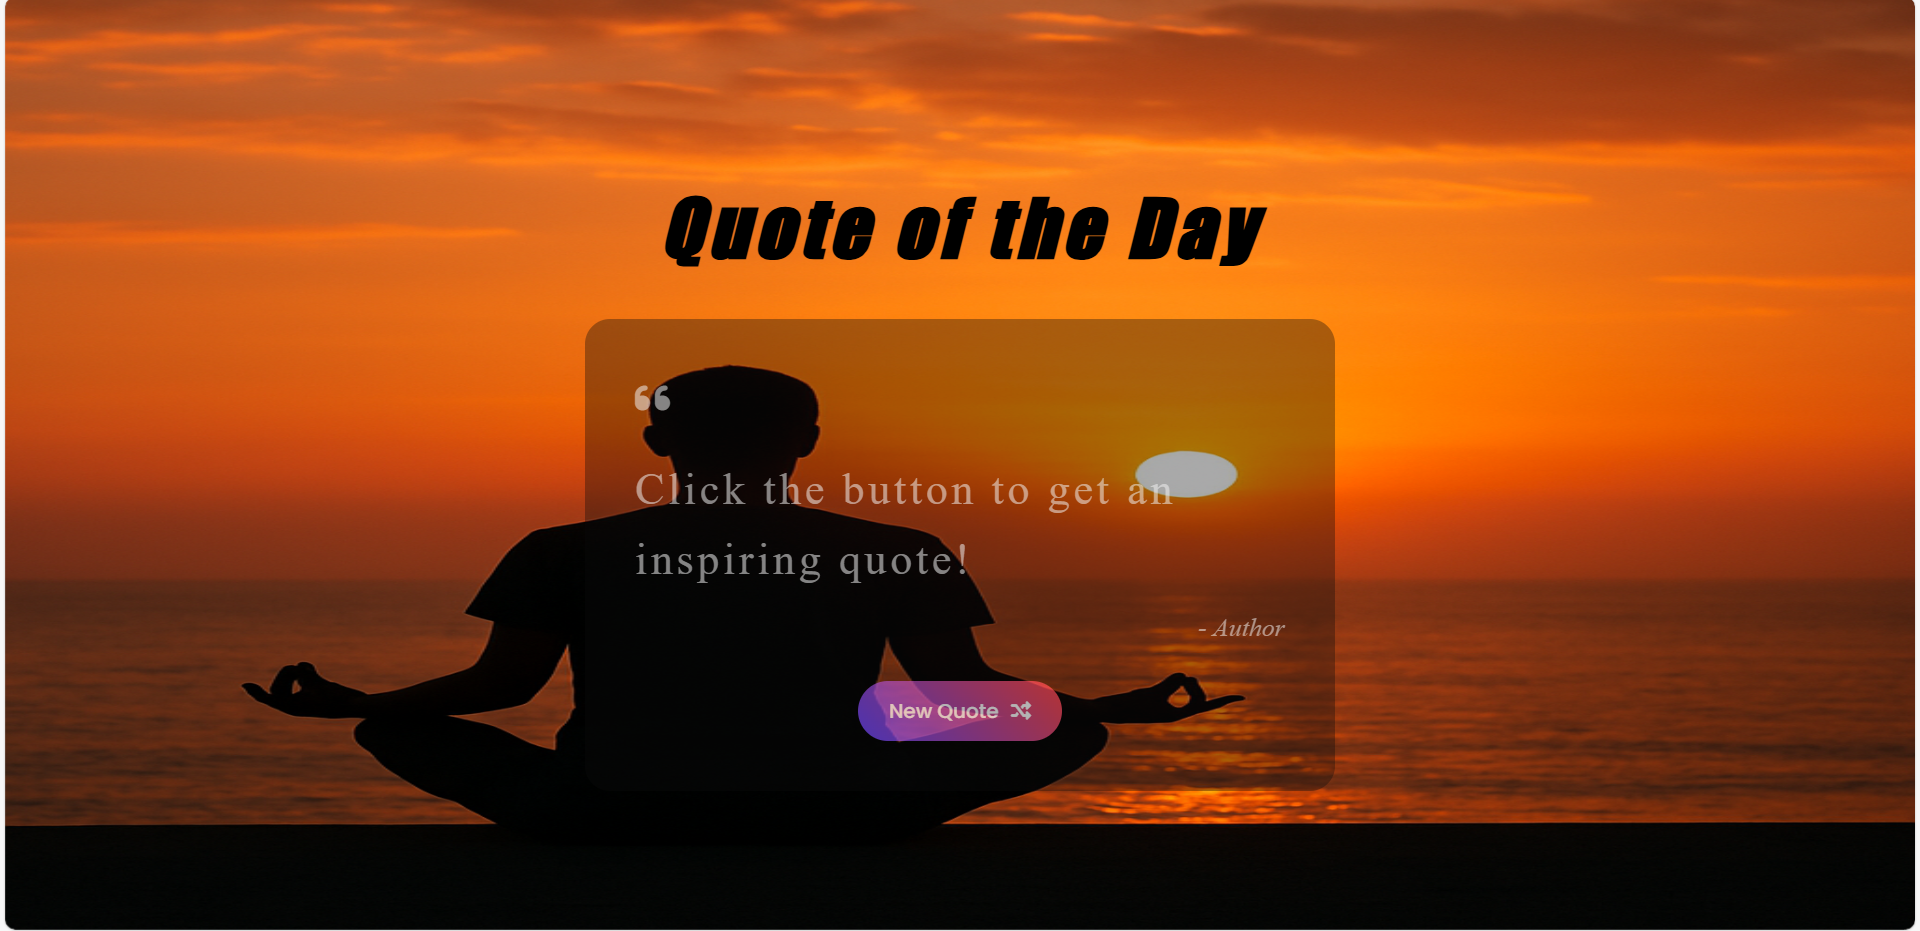 Quote of the Day
“
Click the button to get an
inspiring quote!
- Author
New Quote